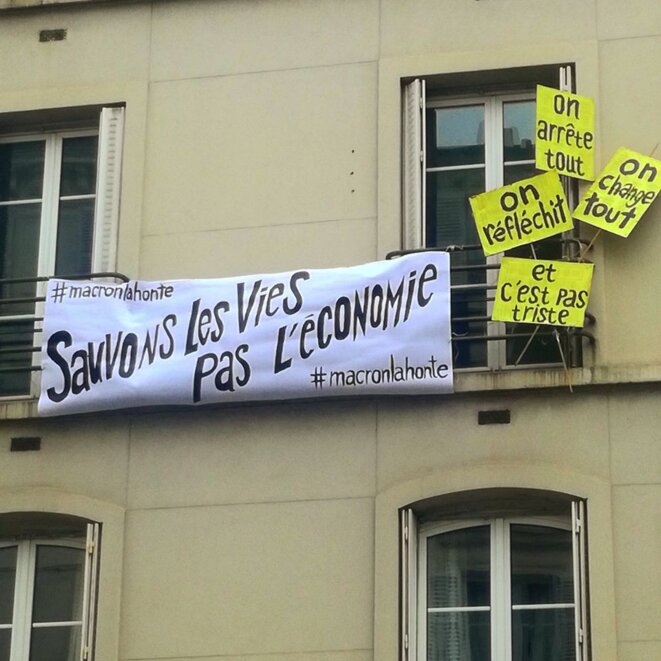 #macronlahonte
Sauvons Les Vies
pas L'économie
#macronlahonte
on
arrête
tout
on
réfléchit
on
change
tout
et
c'est pas
triste